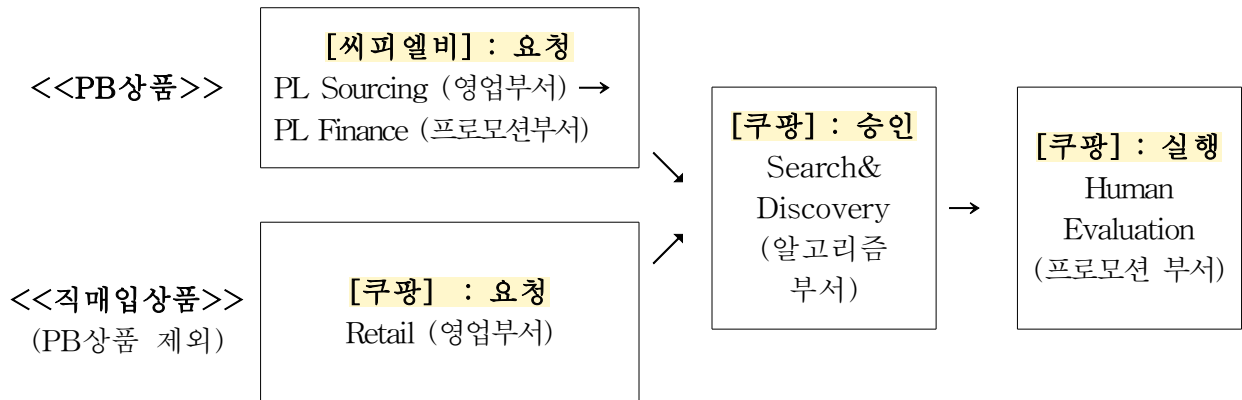 <<PB상품>>
[씨피엘비] : 요청
PL Sourcing (영업부서) →
PL Finance (프로모션부서)
<<직매입상품>>
(PB상품 제외)
[쿠팡] : 요청
Retail (영업부서)
[쿠팡] : 승인
Search&
Discovery
(알고리즘
부서)
→
[쿠팡] : 실행
Human
Evaluation
(프로모션 부서)